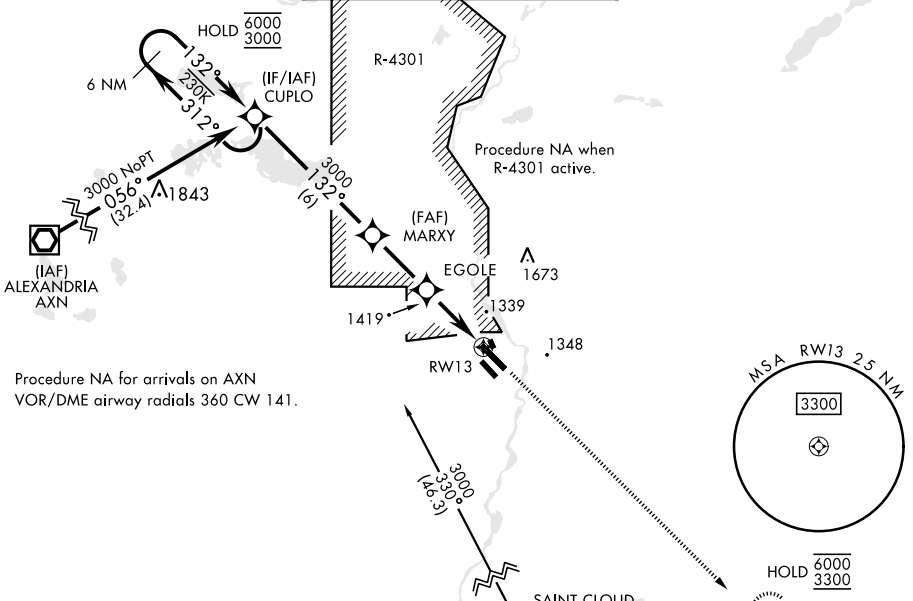 HOLD 6000
3000
R-4301
132°
6 NM
230K
312°
(IF/IAF)
CUPLO
Procedure NA when
R-4301 active.
3000 NoPT
056°
(32.4)
1843
3000
132°
(6)
(FAF)
MARXY
(IAF)
ALEXANDRIA
AXN
EGOLE
1673
1339
1419
1348
RW13
MSA RW13 25 NM
3300
Procedure NA for arrivals on AXN
VOR/DME airway radials 360 CW 141.
3000
330°
(46.3)
HOLD 6000
3300
SAINT CLOUD